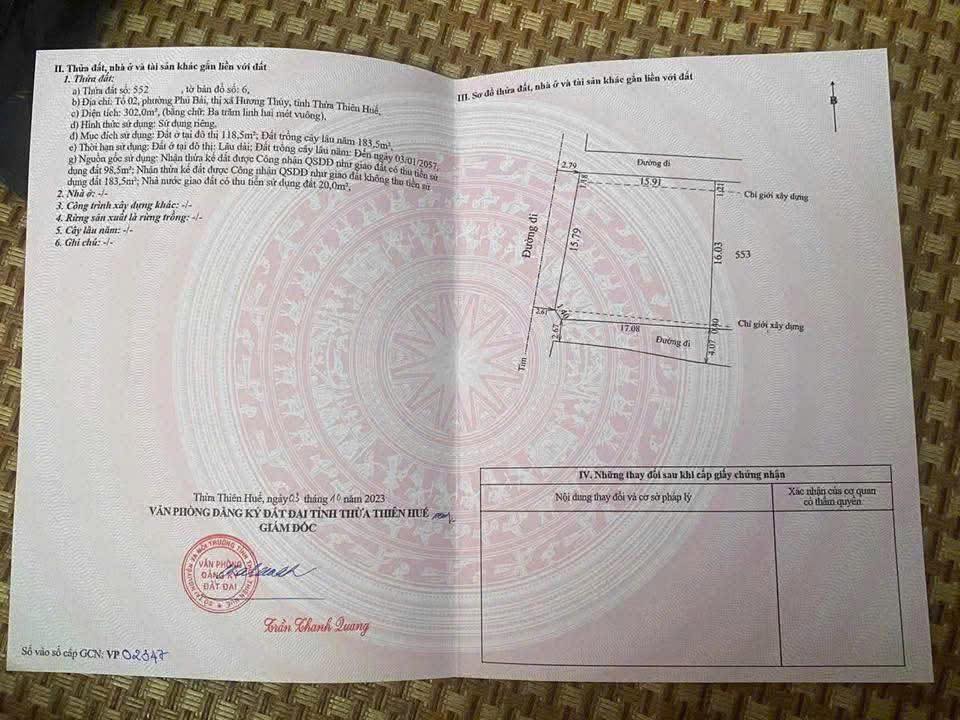 II. Thửa đất, nhà ở và tài sản khác gắn liền với đất
1. Thửa đất:
a) Thửa đất số: 552 , tờ bản đồ số: 6,
b) Địa chỉ: Tổ 02, phường Phú Bài, thị xã Hương Thủy, tỉnh Thừa Thiên Huế,
c) Diện tích: 302,0m², (bằng chữ: Ba trăm linh hai mét vuông),
d) Hình thức sử dụng: Sử dụng riêng,
đ) Mục đích sử dụng: Đất ở tại đô thị 118,5m²; Đất trồng cây lâu năm 183,5m²,
e) Thời hạn sử dụng: Đất ở tại đô thị: Lâu dài; Đất trồng cây lâu năm: Đến ngày 03/01/2057,
g) Nguồn gốc sử dụng: Nhận thừa kế đất được Công nhận QSDĐ như giao đất có thu tiền sử
dụng đất 98,5m²; Nhận thừa kế đất được Công nhận QSDĐ như giao đất không thu tiền sử
dụng đất 183,5m²; Nhà nước giao đất có thu tiền sử dụng đất 20,0m²,
2. Nhà ở: -/-
3. Công trình xây dựng khác: -/-
4. Rừng sản xuất là rừng trồng: -/-
5. Cây lâu năm: -/-
6. Ghi chú: -/-
Thừa Thiên Huế, ngày 03 tháng 10 năm 2023
VĂN PHÒNG ĐĂNG KÝ ĐẤT ĐAI TỈNH THỪA THIÊN HUẾ
GIÁM ĐỐC
VĂN PHÒNG
ĐĂNG KÝ
ĐẤT ĐAI
Trần Thanh Quang
Số vào sổ cấp GCN: VP 02347
III. Sơ đồ thửa đất, nhà ở và tài sản khác gắn liền với đất
B
Đường đi
2.79
1.18
15.91
1.21
Chỉ giới xây dựng
Đường đi
15.79
16.03
553
2.61
1.40
17.08
0.40
Chỉ giới xây dựng
2.67
Đường đi
4.07
Tim
IV. Những thay đổi sau khi cấp giấy chứng nhận
Nội dung thay đổi và cơ sở pháp lý
Xác nhận của cơ quan
có thẩm quyền